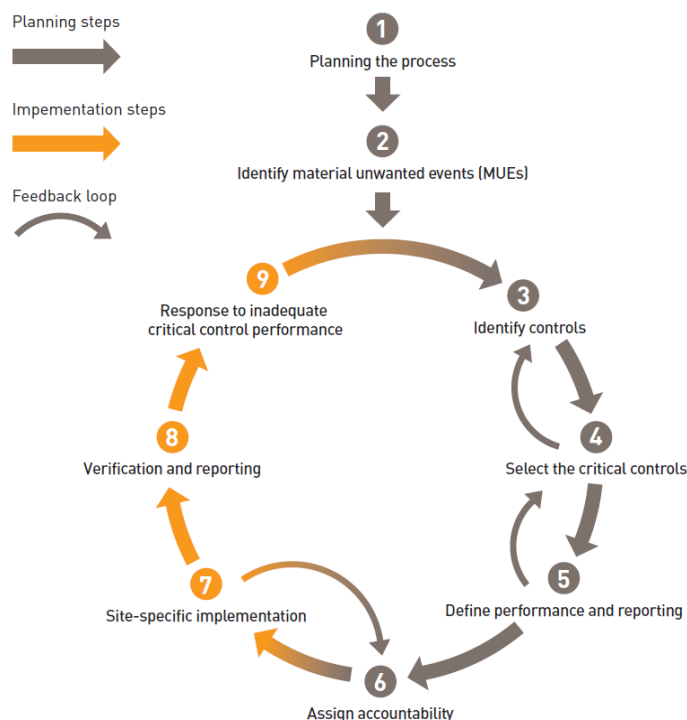 Planning steps
1
Planning the process
Impementation steps
2
Identify material unwanted events (MUEs)
Feedback loop
9
Response to inadequate
critical control performance
3
Identify controls
8
Verification and reporting
4
Select the critical controls
7
Site-specific implementation
5
Define performance and reporting
6
Assign accountability